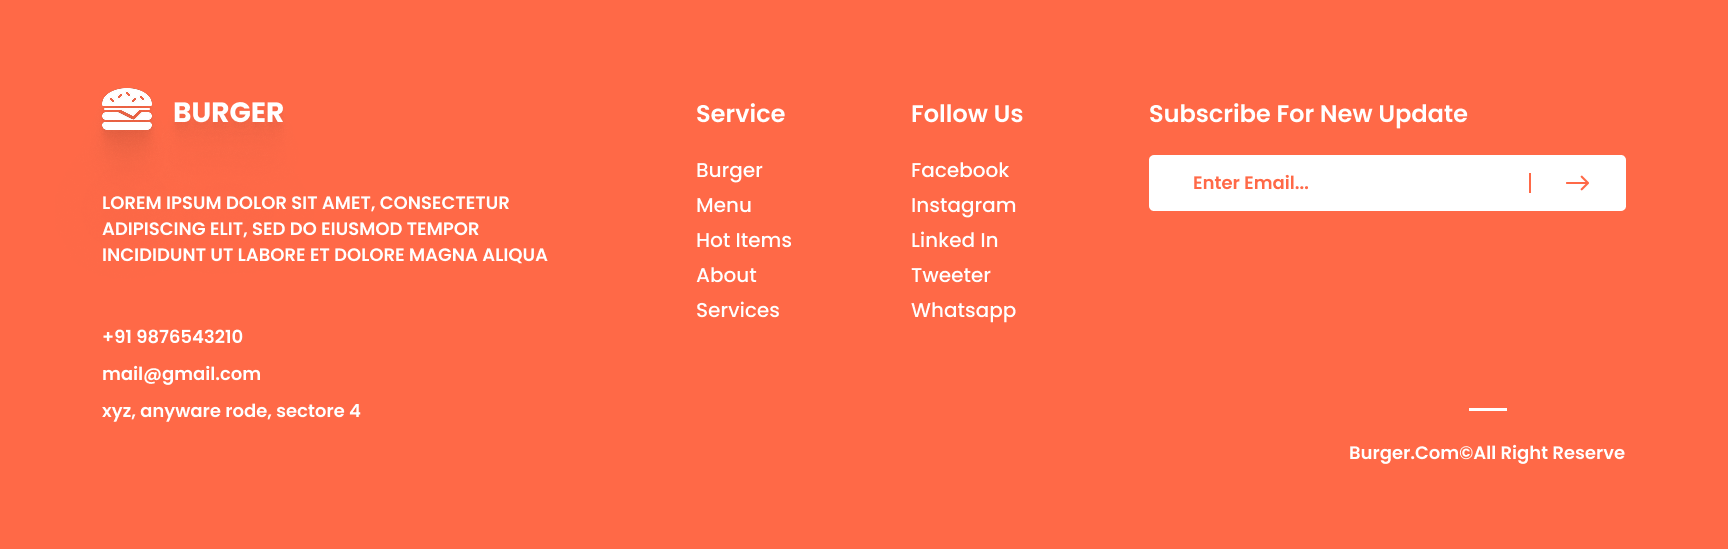 BURGER
LOREM IPSUM DOLOR SIT AMET, CONSECTETUR
ADIPISCING ELIT, SED DO EIUSMOD TEMPOR
INCIDIDUNT UT LABORE ET DOLORE MAGNA ALIQUA
+91 9876543210
mail@gmail.com
xyz, anyware rode, sectore 4
Service
Burger
Menu
Hot Items
About
Services
Follow Us
Facebook
Instagram
Linked In
Tweeter
Whatsapp
Subscribe For New Update
Enter Email...
Burger.Com©All Right Reserve